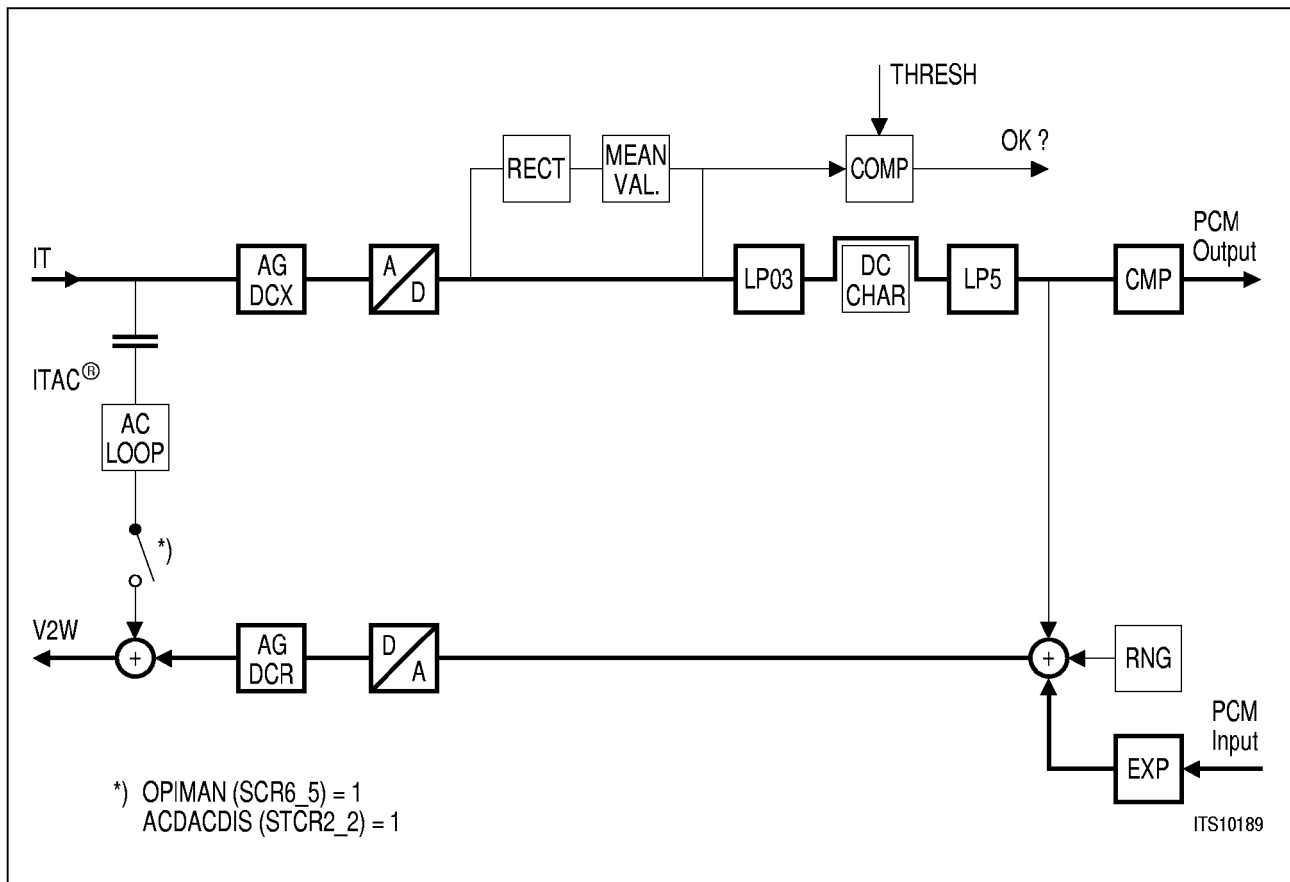 THRESH
OK ?
RECT
MEAN
VAL.
COMP
PCM
Output
IT
AG
DCX
A
D
LP03
DC
CHAR
LP5
CMP
ITAC®
AC
LOOP
*)
V2W
+
AG
DCR
D
A
+
RNG
PCM
Input
EXP
*) OPIMAN (SCR6_5) = 1
ACDACDIS (STCR2_2) = 1
ITS10189